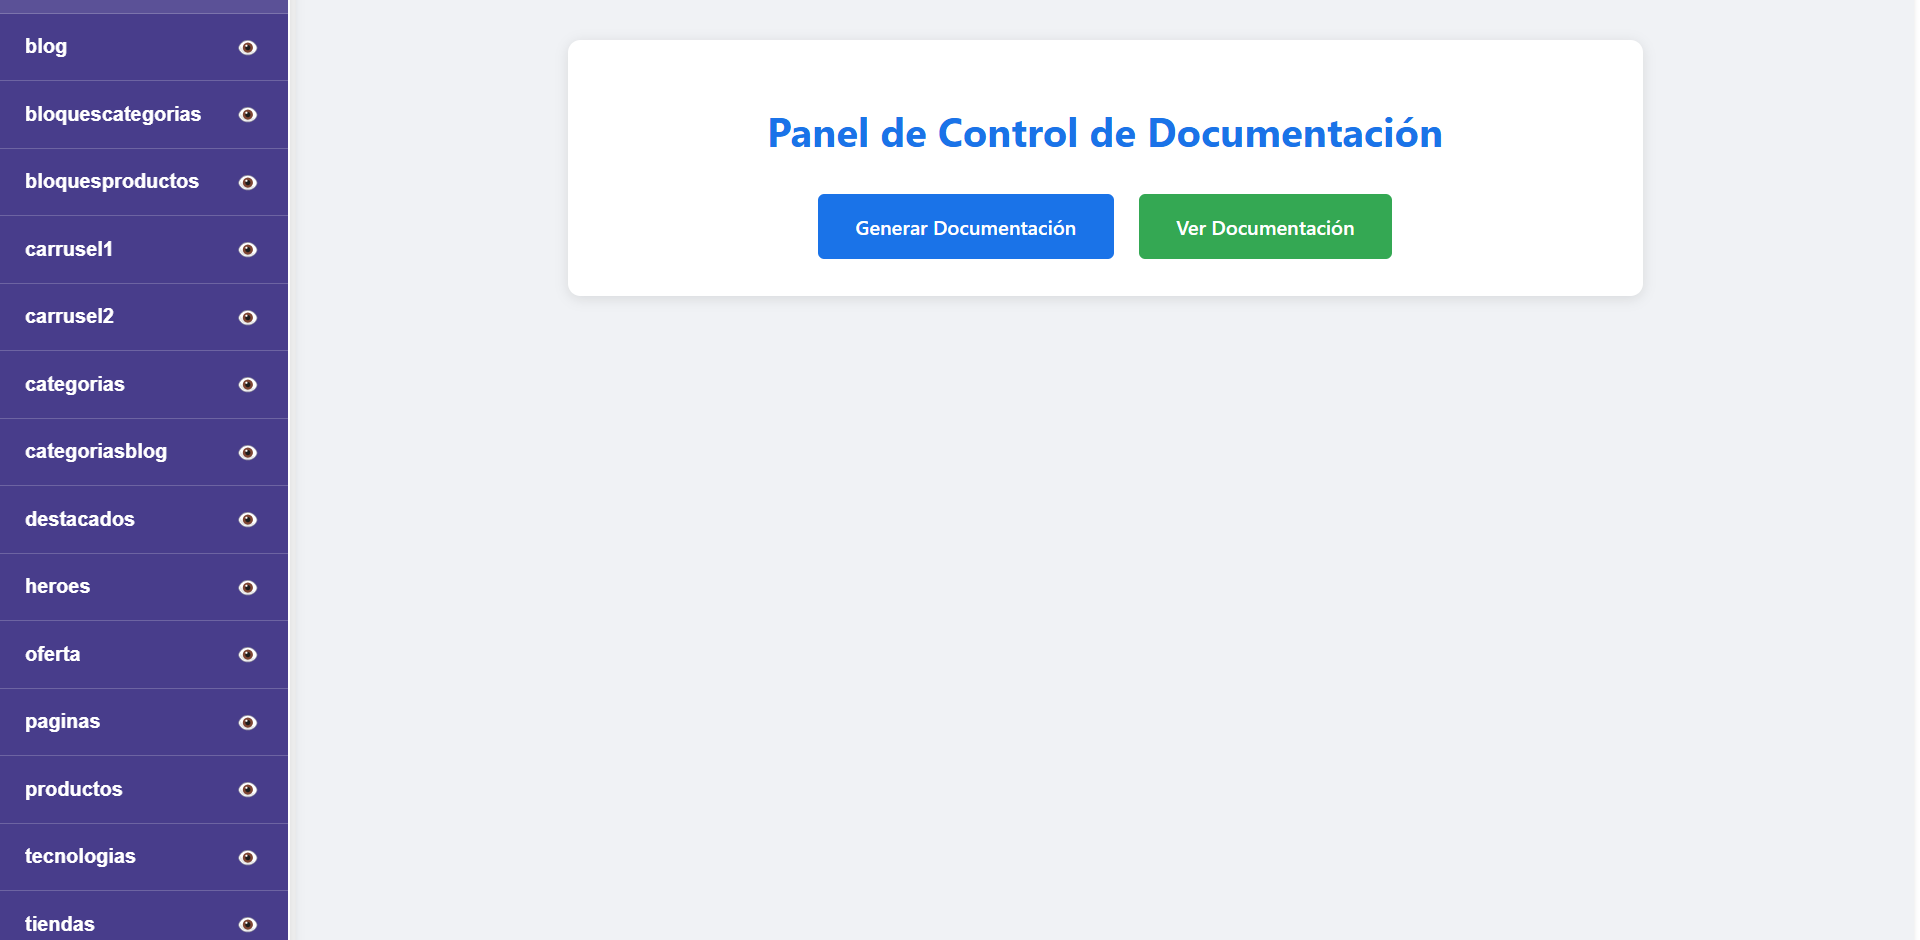 blog
bloquescategorias
bloquesproductos
carrusel1
carrusel2
categorias
categoriasblog
destacados
heroes
oferta
paginas
productos
tecnologias
tiendas
Panel de Control de Documentación
Generar Documentación
Ver Documentación